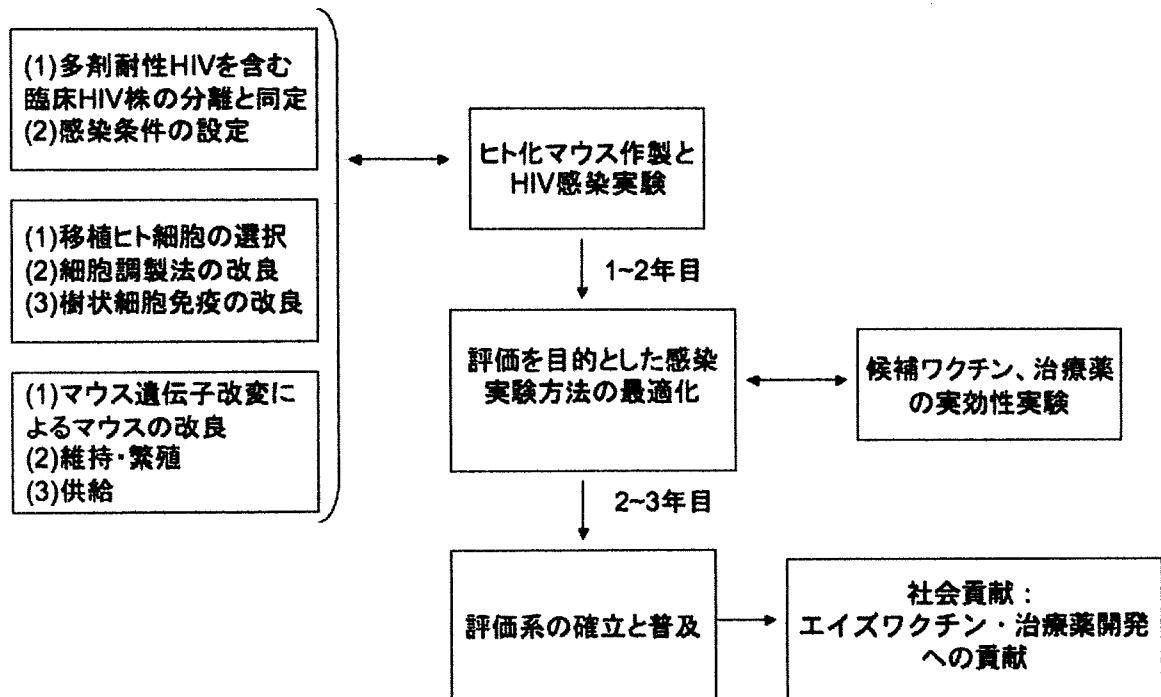 (1)多剤耐性HIVを含む
臨床HIV株の分離と同定
(2)感染条件の設定
ヒト化マウス作製と
HIV感染実験
(1)移植ヒト細胞の選択
(2)細胞調製法の改良
(3)樹状細胞免疫の改良
1~2年目
評価を目的とした感染
実験方法の最適化
候補ワクチン、治療薬
の実効性実験
(1)マウス遺伝子改変に
よるマウスの改良
(2)維持・繁殖
(3)供給
2~3年目
評価系の確立と普及
社会貢献：
エイズワクチン・治療薬開発
への貢献